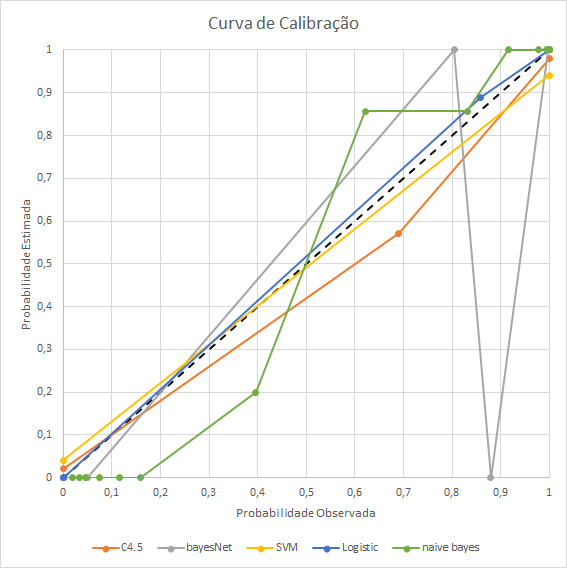 Curva de Calibração
1
0,9
0,8
0,7
0,6
0,5
0,4
0,3
0,2
0,1
0
Probabilidade Estimada
0 0,1 0,2 0,3 0,4 0,5 0,6 0,7 0,8 0,9 1
Probabilidade Observada
C4.5 bayesNet SVM Logistic naive bayes